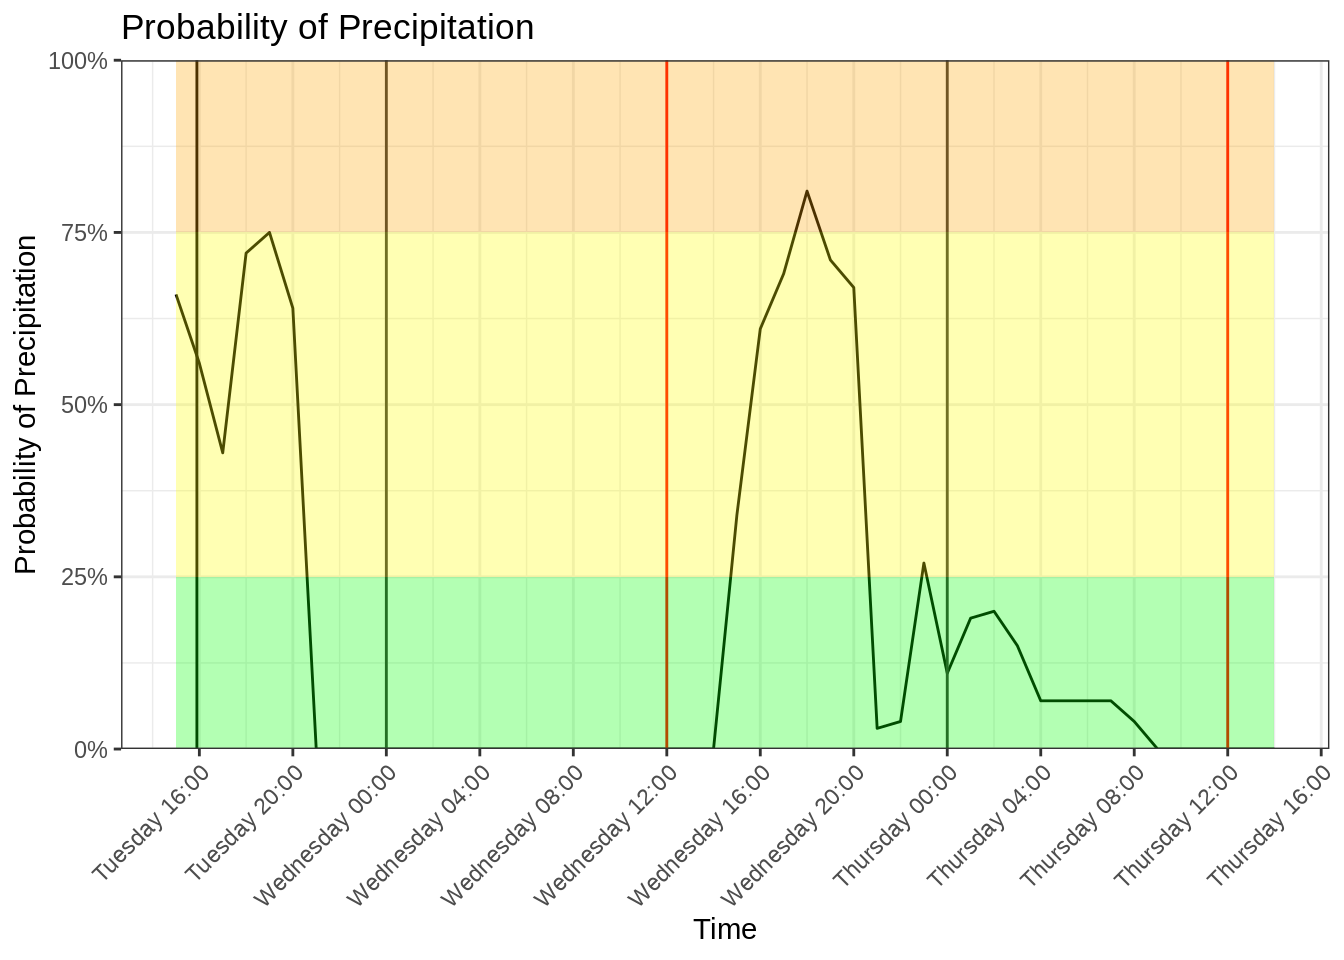 Probability of Precipitation
Probability of Precipitation
100%
75%
50%
25%
0%
Tuesday 16:00
Tuesday 20:00
Wednesday 00:00
Wednesday 04:00
Wednesday 08:00
Wednesday 12:00
Wednesday 16:00
Wednesday 20:00
Thursday 00:00
Thursday 04:00
Thursday 08:00
Thursday 12:00
Thursday 16:00
Time